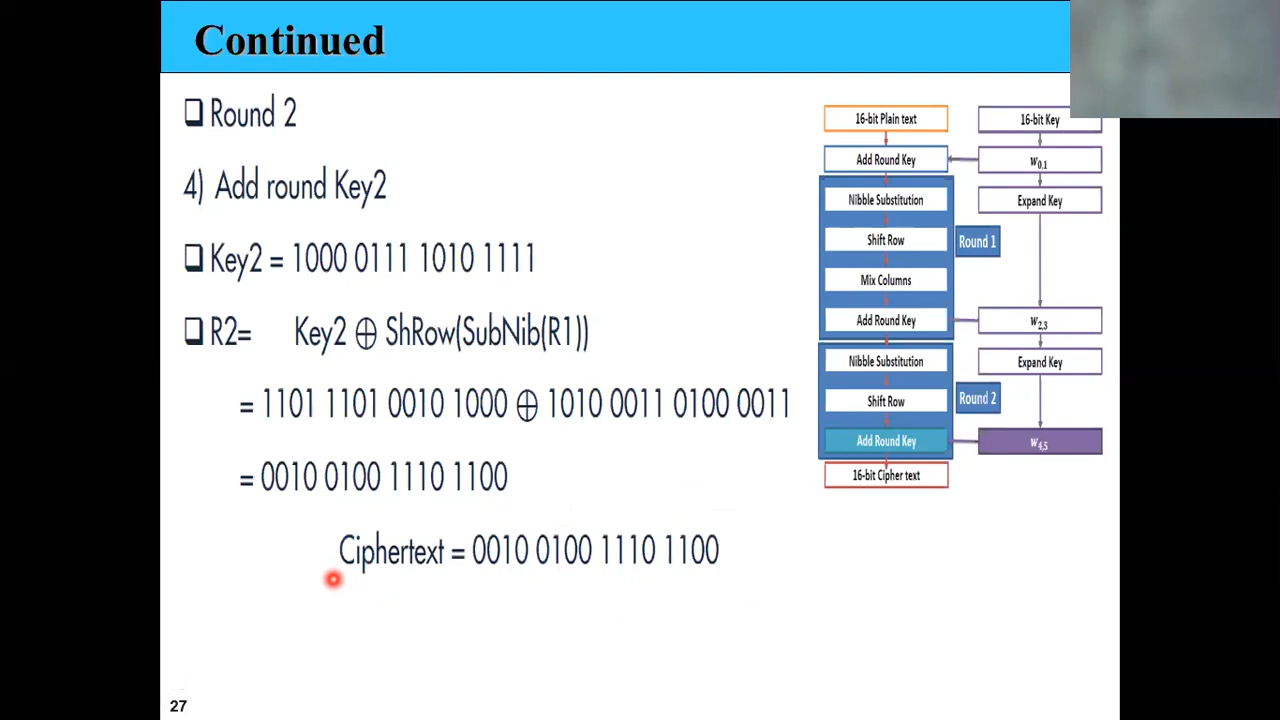 Continued
❑ Round 2
4) Add round Key2
❑ Key2 = 1000 0111 1010 1111
❑ R2= Key2 ⊕ ShRow(SubNib(R1))
= 1101 1101 0010 1000 ⊕ 1010 0011 0100 0011
= 0010 0100 1110 1100
Ciphertext = 0010 0100 1110 1100
16-bit Plain text
16-bit Key
Add Round Key
w0,1
Nibble Substitution
Expand Key
Shift Row
Round 1
Mix Columns
Add Round Key
w2,3
Nibble Substitution
Expand Key
Shift Row
Round 2
Add Round Key
w4,5
16-bit Cipher text
27